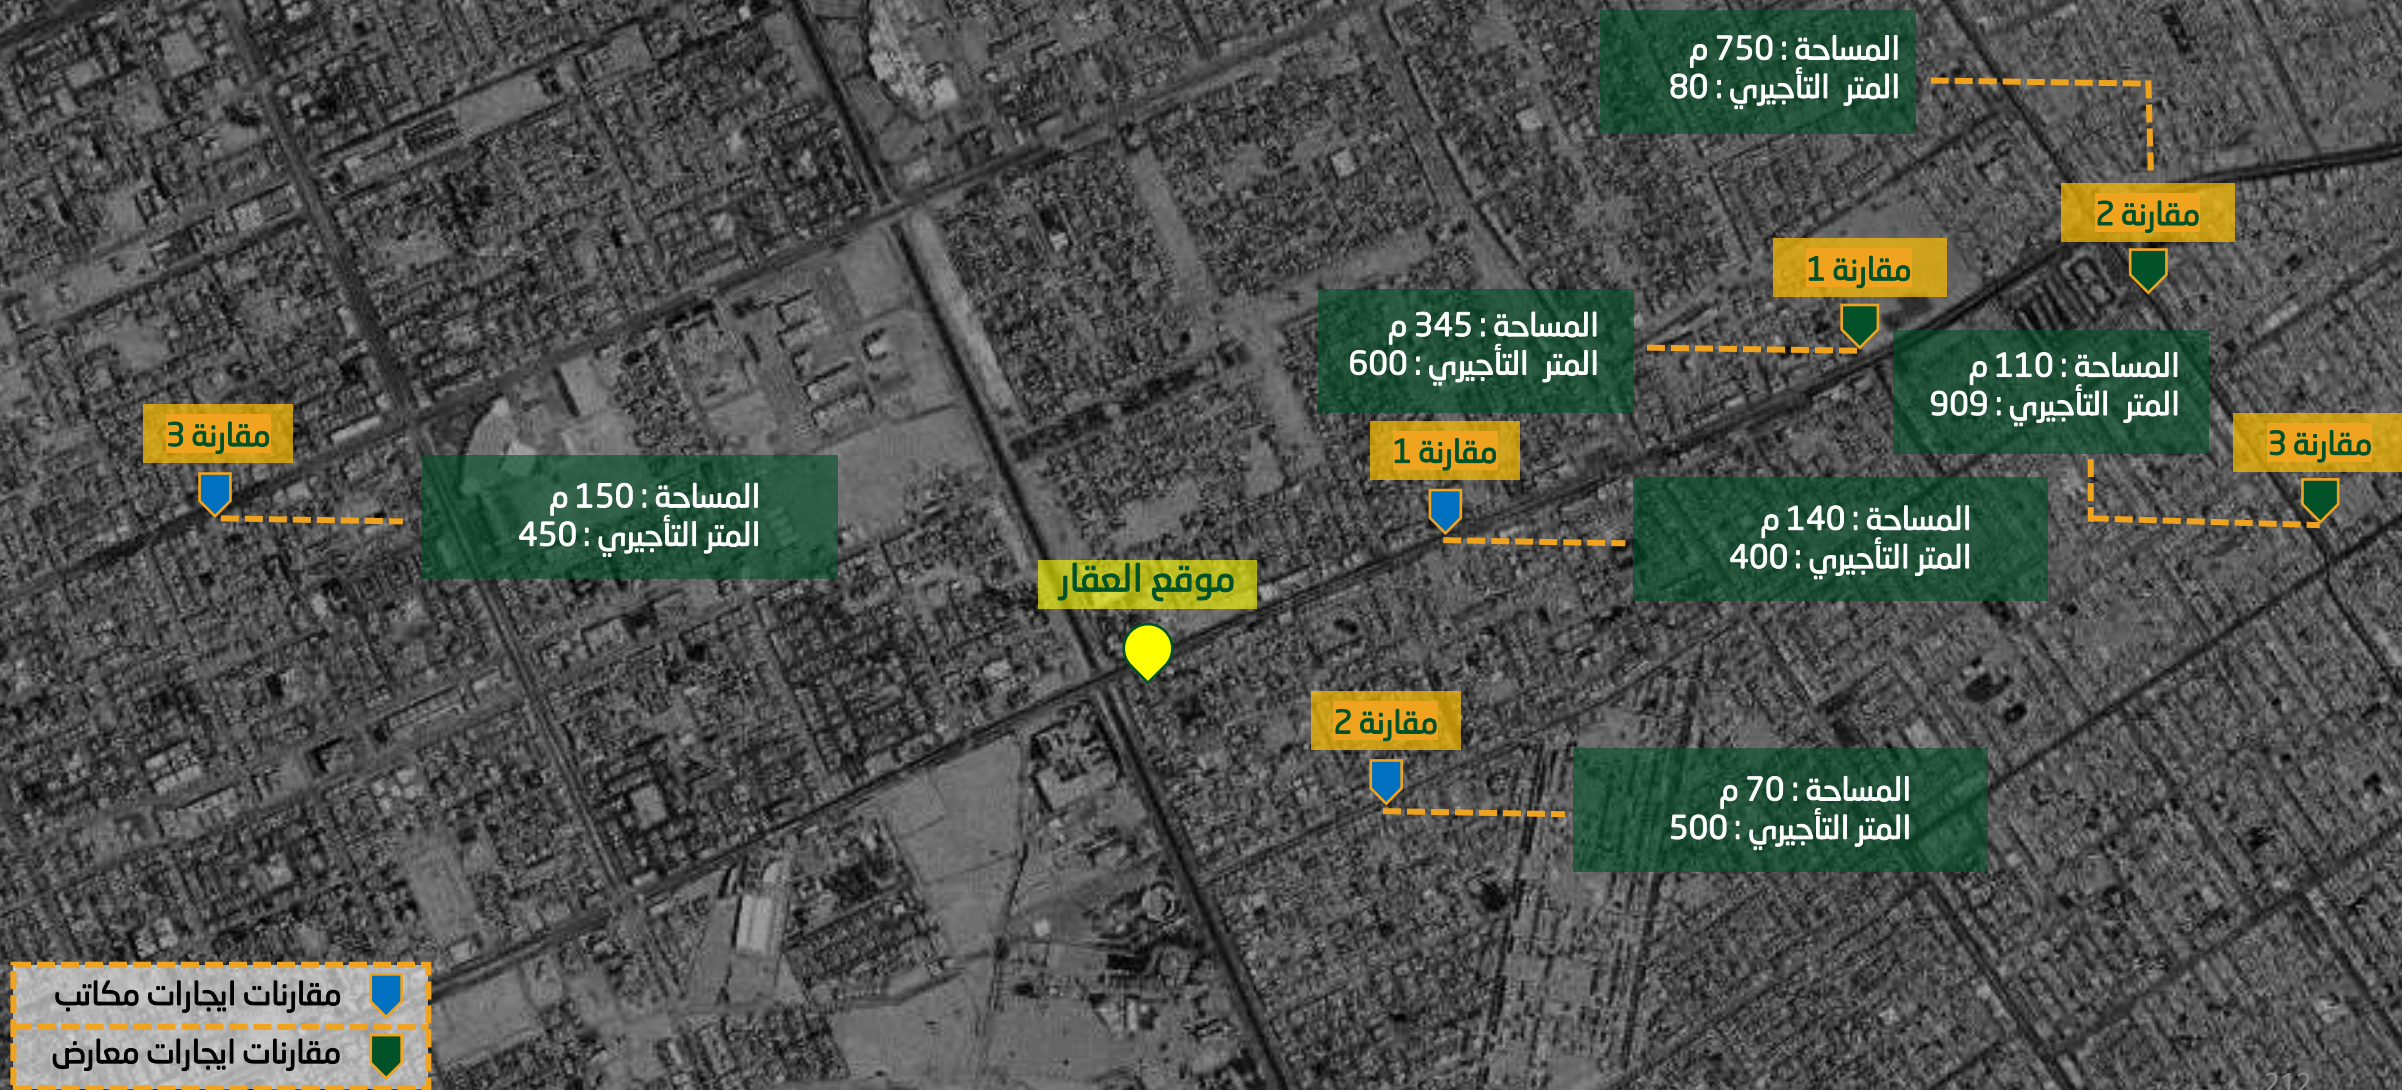 المساحة : 750 م
المتر التأجيري : 80
مقارنة 2
مقارنة 1
المساحة : 345 م
المتر التأجيري : 600
المساحة : 110 م
المتر التأجيري : 909
مقارنة 3
مقارنة 1
المساحة : 140 م
المتر التأجيري : 400
مقارنة 3
المساحة : 150 م
المتر التأجيري : 450
موقع العقار
مقارنة 2
المساحة : 70 م
المتر التأجيري : 500
مقارنات ايجارات مكاتب
مقارنات ايجارات معارض